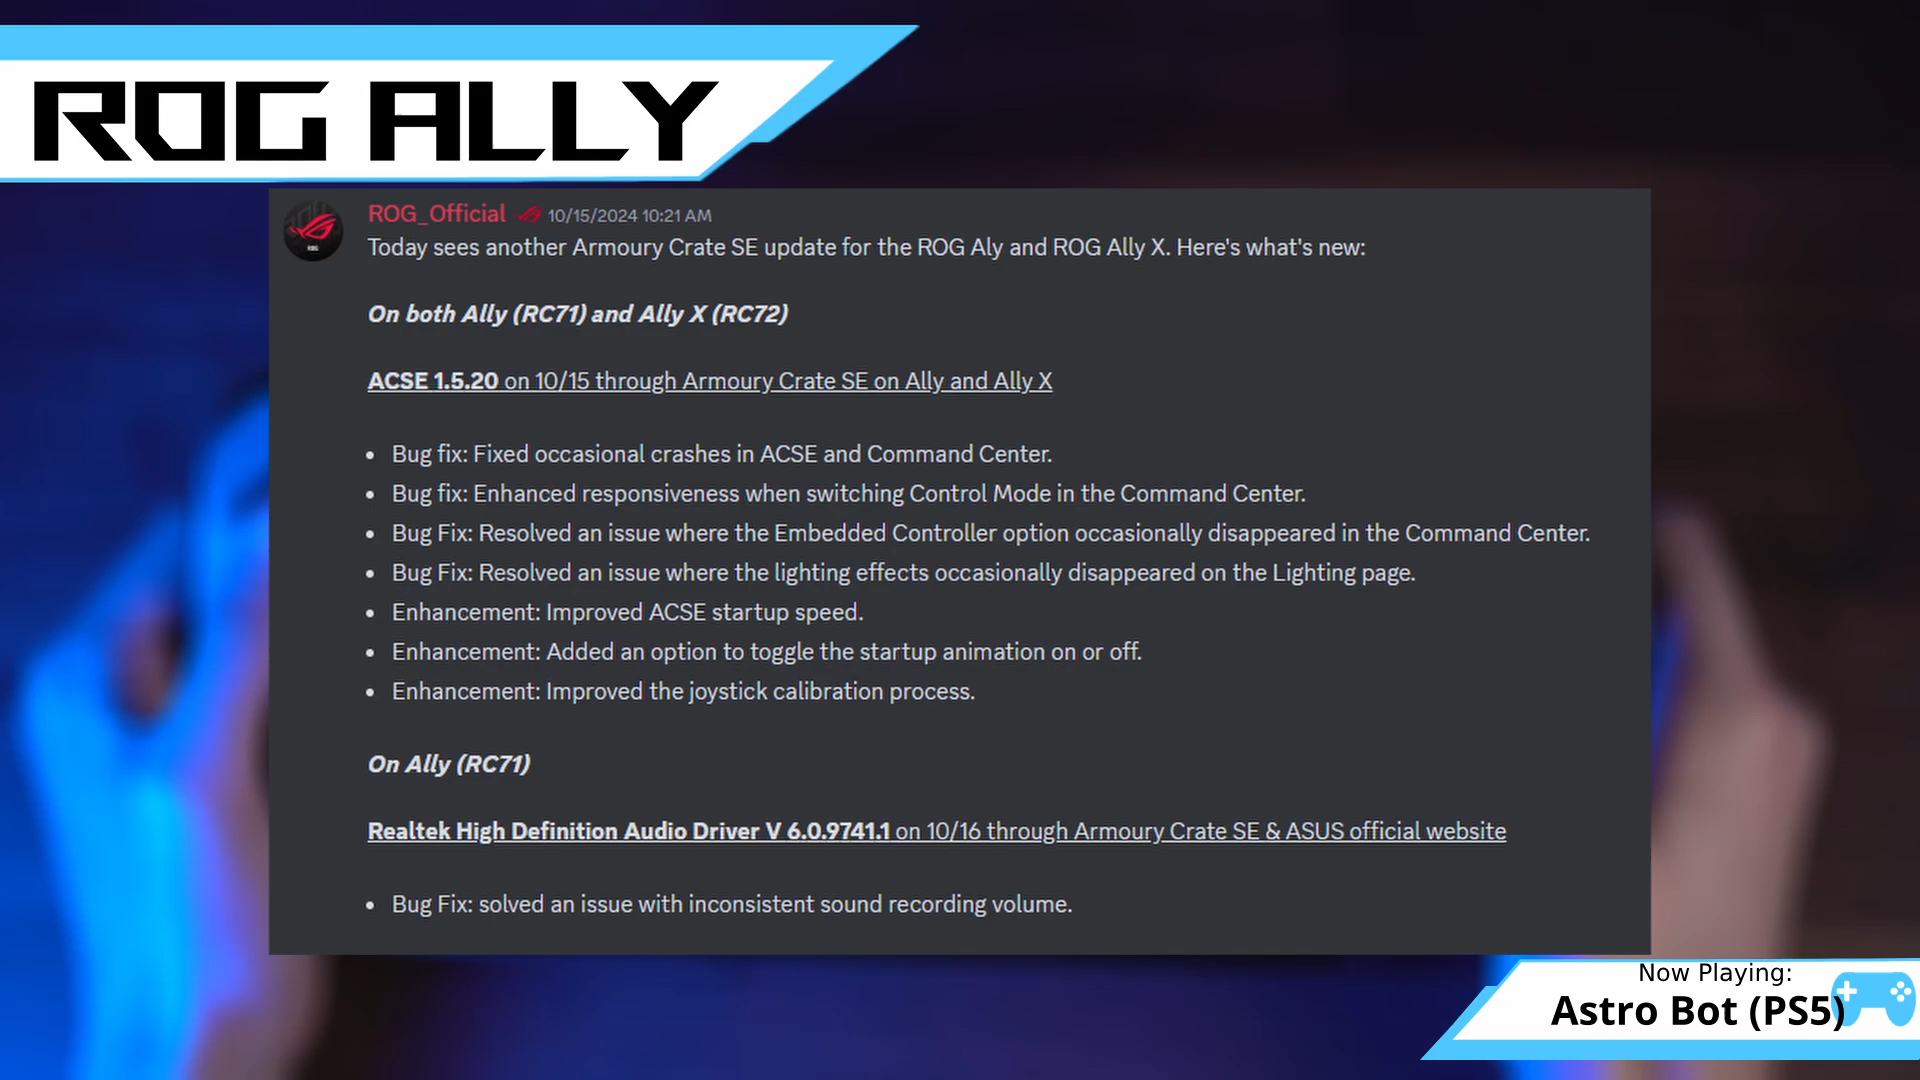 ROG ALLY
ROG_Official 10/15/2024 10:21 AM
Today sees another Armoury Crate SE update for the ROG Aly and ROG Ally X. Here's what's new:
On both Ally (RC71) and Ally X (RC72)
ACSE 1.5.20 on 10/15 through Armoury Crate SE on Ally and Ally X
• Bug fix: Fixed occasional crashes in ACSE and Command Center.
• Bug fix: Enhanced responsiveness when switching Control Mode in the Command Center.
• Bug Fix: Resolved an issue where the Embedded Controller option occasionally disappeared in the Command Center.
• Bug Fix: Resolved an issue where the lighting effects occasionally disappeared on the Lighting page.
• Enhancement: Improved ACSE startup speed.
• Enhancement: Added an option to toggle the startup animation on or off.
• Enhancement: Improved the joystick calibration process.
On Ally (RC71)
Realtek High Definition Audio Driver V 6.0.9741.1 on 10/16 through Armoury Crate SE & ASUS official website
• Bug Fix: solved an issue with inconsistent sound recording volume.
Now Playing:
Astro Bot (PS5)